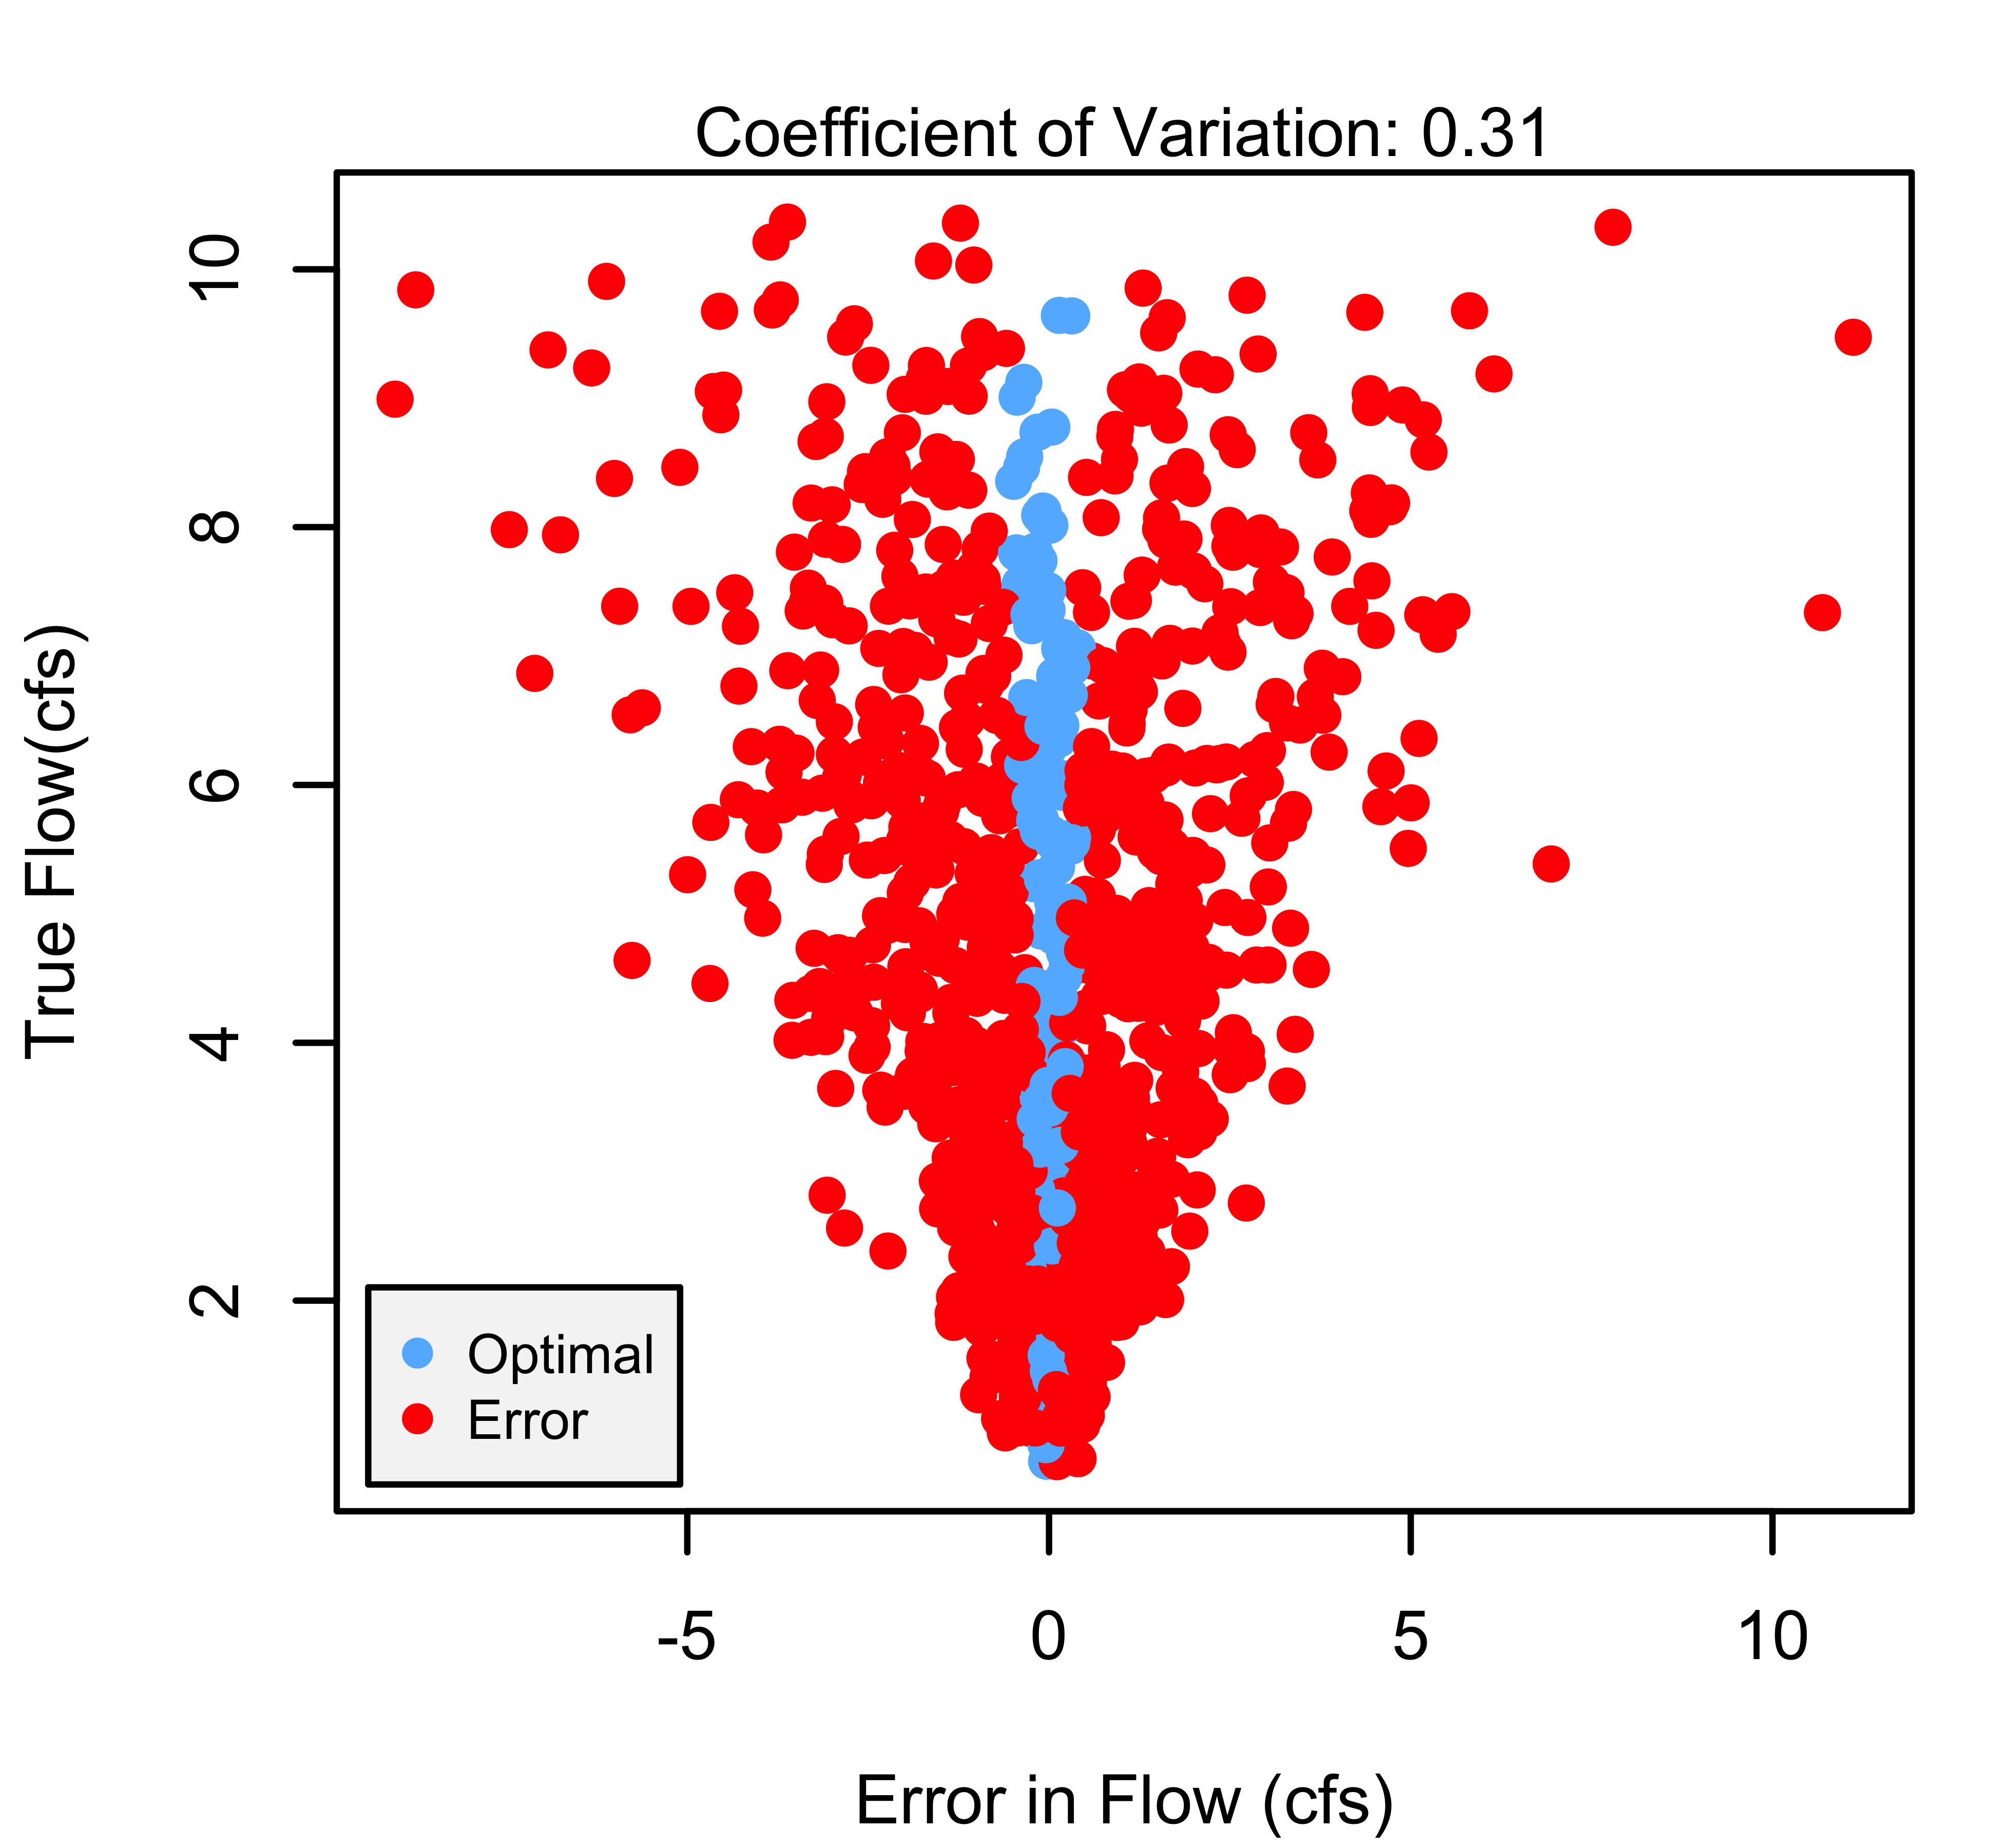 Coefficient of Variation: 0.31
True Flow(cfs)
10
8
6
4
2
Optimal
Error
-5 0 5 10
Error in Flow (cfs)